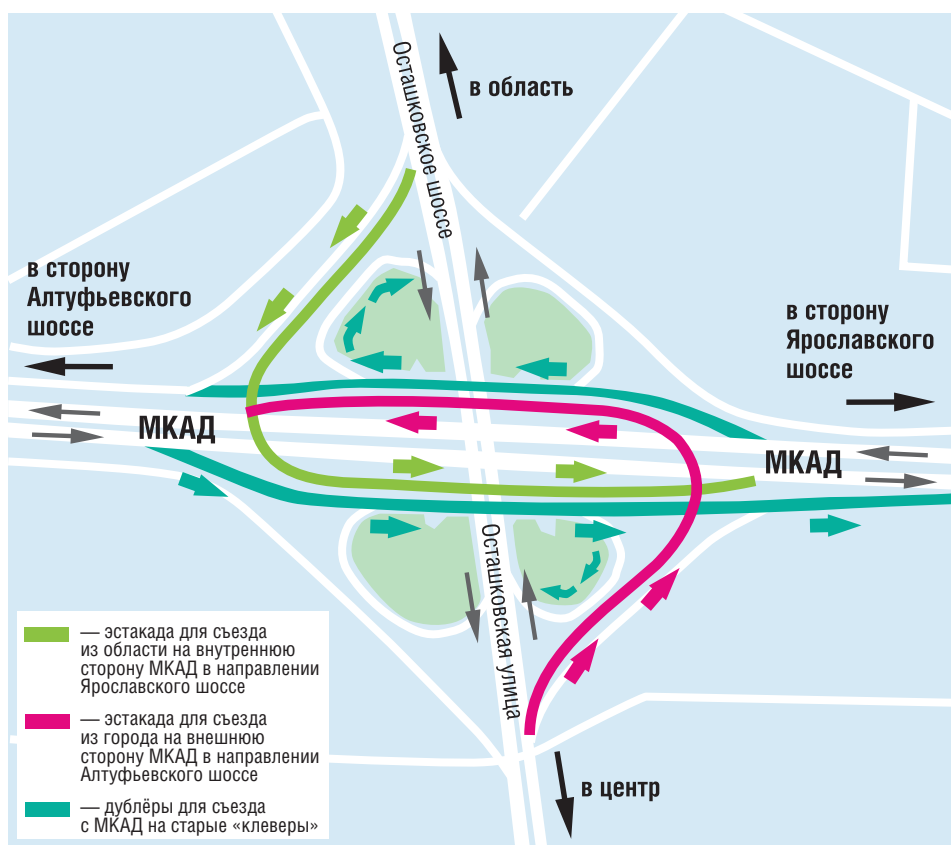 Осташковское шоссе
в область
в сторону
Алтуфьевского
шоссе
в сторону
Ярославского
шоссе
МКАД
МКАД
Осташковская улица
— эстакада для съезда
из области на внутреннюю
сторону МКАД в направлении
Ярославского шоссе
— эстакада для съезда
из города на внешнюю
сторону МКАД в направлении
Алтуфьевского шоссе
— дублёры для съезда
с МКАД на старые «клеверы»
в центр